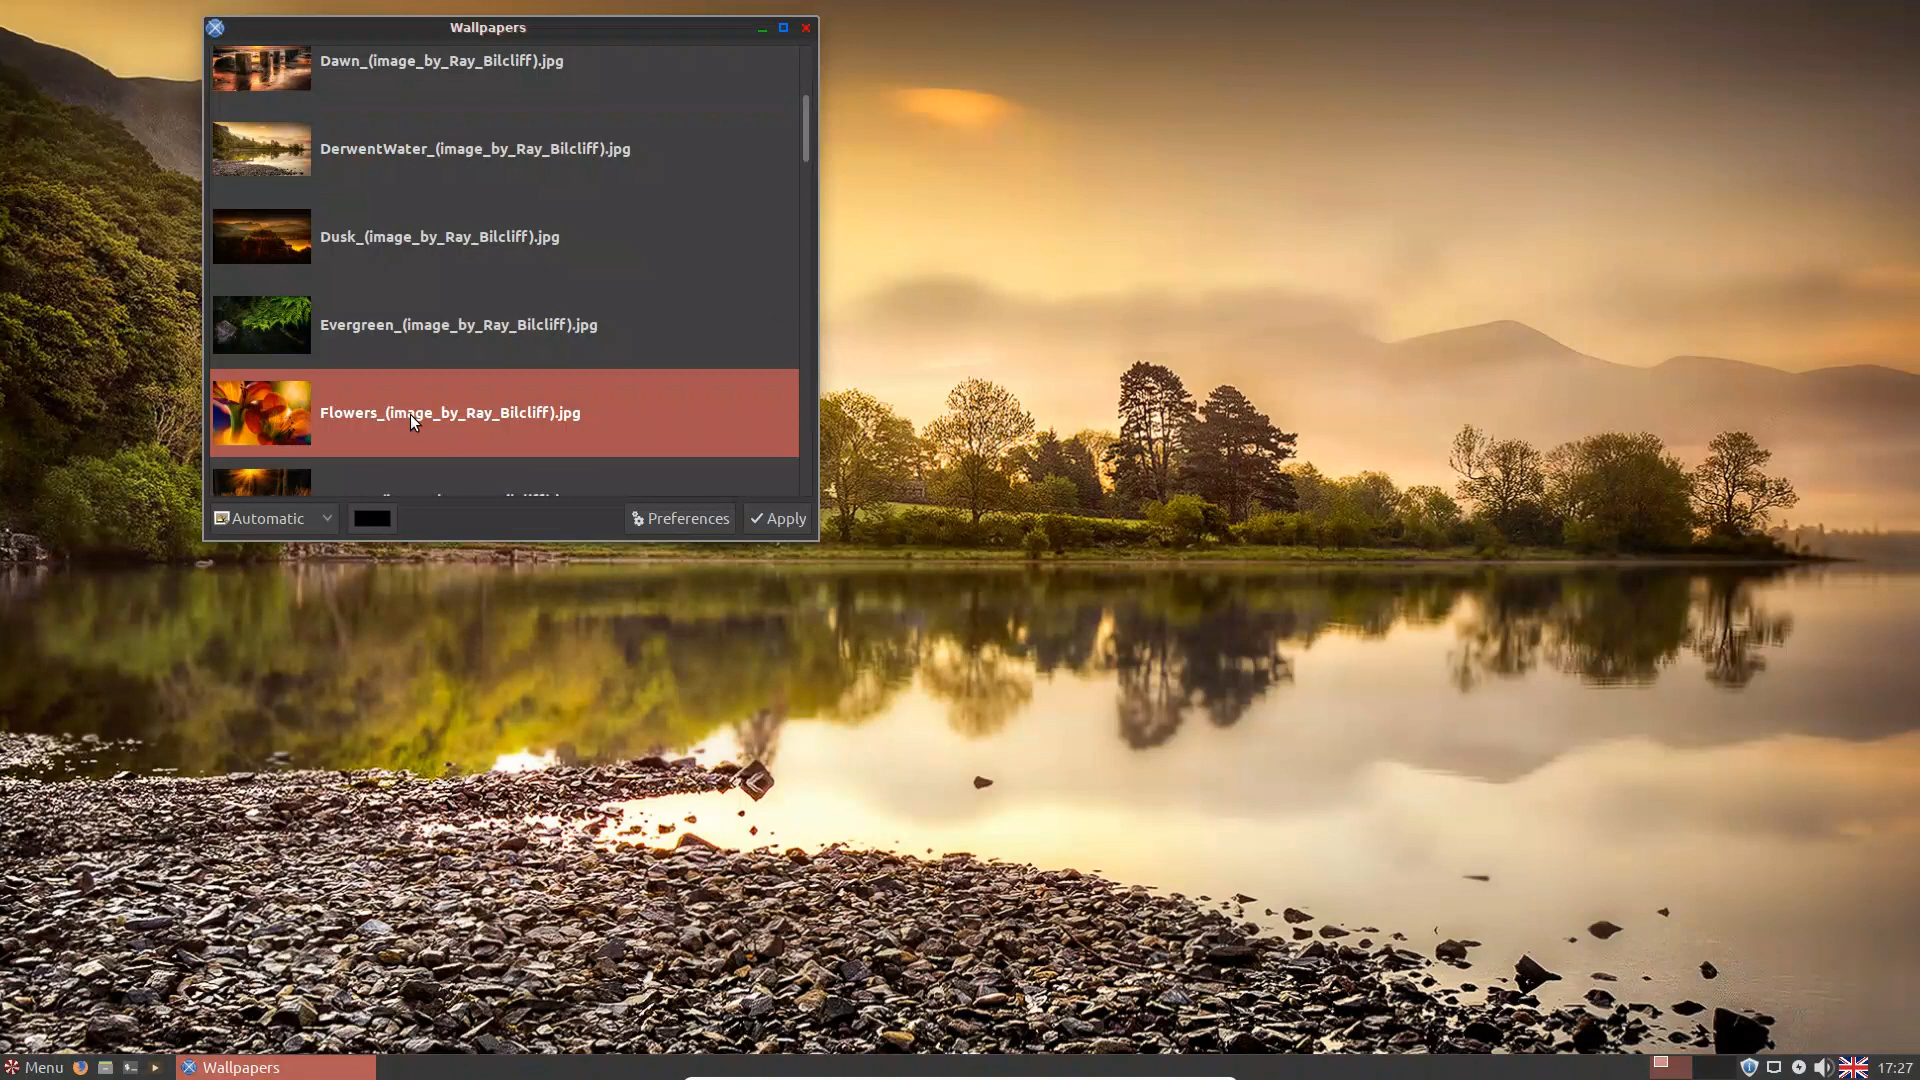 Wallpapers
Dawn_(image_by_Ray_Bilcliff).jpg
DerwentWater_(image_by_Ray_Bilcliff).jpg
Dusk_(image_by_Ray_Bilcliff).jpg
Evergreen_(image_by_Ray_Bilcliff).jpg
Flowers_(image_by_Ray_Bilcliff).jpg
Automatic
Preferences
Apply
Menu
Wallpapers
17:27